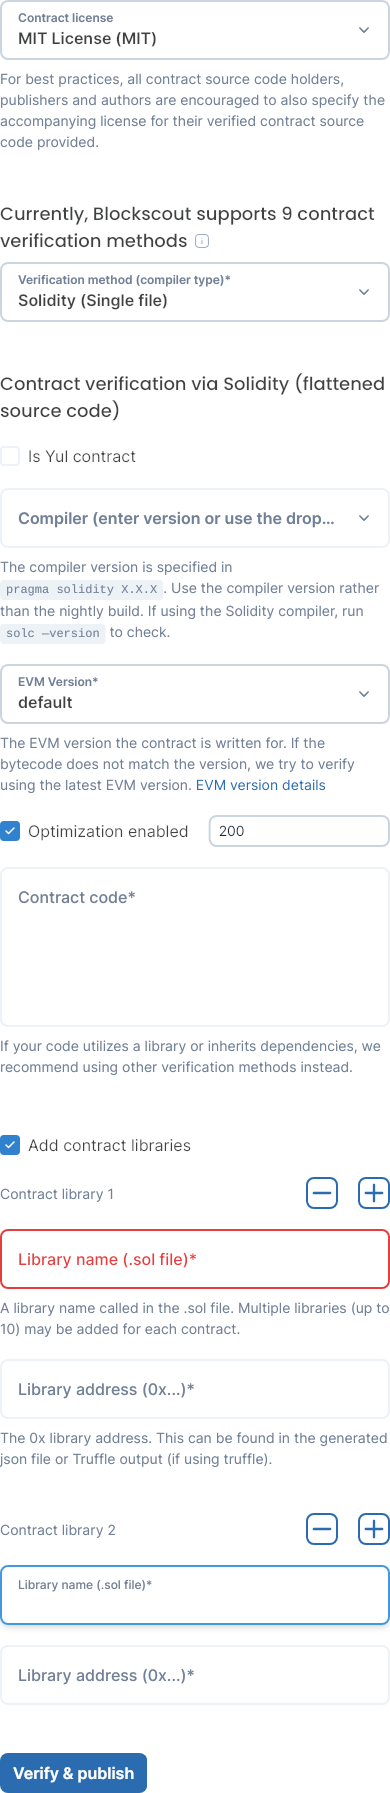 Contract license
MIT License (MIT)
For best practices, all contract source code holders,
publishers and authors are encouraged to also specify the
accompanying license for their verified contract source
code provided.
Currently, Blockscout supports 9 contract
verification methods
Verification method (compiler type)*
Solidity (Single file)
Contract verification via Solidity (flattened
source code)
Is Yul contract
Compiler (enter version or use the drop...
The compiler version is specified in
pragma solidity X.X.X. Use the compiler version rather
than the nightly build. If using the Solidity compiler, run
solc —version to check.
EVM Version*
default
The EVM version the contract is written for. If the
bytecode does not match the version, we try to verify
using the latest EVM version. EVM version details
Optimization enabled 200
Contract code*
If your code utilizes a library or inherits dependencies, we
recommend using other verification methods instead.
Add contract libraries
Contract library 1
Library name (.sol file)*
A library name called in the .sol file. Multiple libraries (up to
10) may be added for each contract.
Library address (0x...)*
The 0x library address. This can be found in the generated
json file or Truffle output (if using truffle).
Contract library 2
Library name (.sol file)*
Library address (0x...)*
Verify & publish